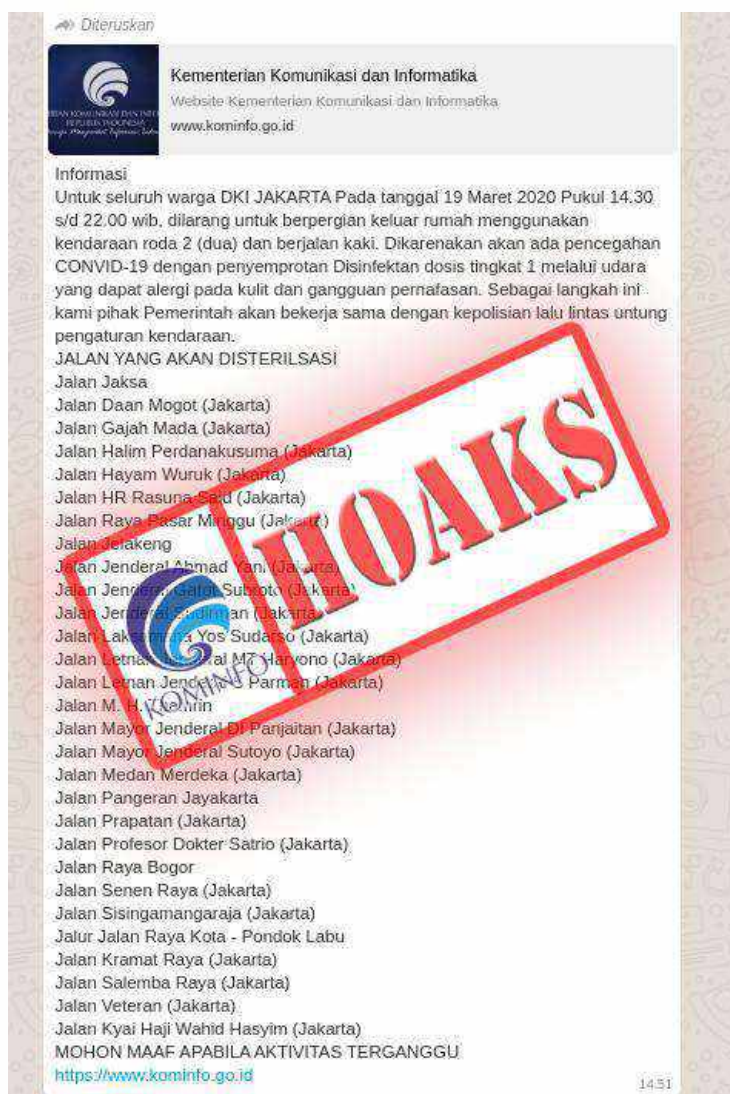 Diteruskan
Kementerian Komunikasi dan Informatika
Website Kementerian Komunikasi dan Informatika
www.kominfo.go.id
Informasi
Untuk seluruh warga DKI JAKARTA Pada tanggal 19 Maret 2020 Pukul 14.30
s/d 22.00 wib, dilarang untuk berpergian keluar rumah menggunakan
kendaraan roda 2 (dua) dan berjalan kaki. Dikarenakan akan ada pencegahan
CONVID-19 dengan penyemprotan Disinfektan dosis tingkat 1 melalui udara
yang dapat alergi pada kulit dan gangguan pernafasan. Sebagai langkah ini
kami pihak Pemerintah akan bekerja sama dengan kepolisian lalu lintas untung
pengaturan kendaraan.
JALAN YANG AKAN DISTERILSASI
Jalan Jaksa
Jalan Daan Mogot (Jakarta)
Jalan Gajah Mada (Jakarta)
Jalan Halim Perdanakusuma (Jakarta)
Jalan Hayam Wuruk (Jakarta)
Jalan HR Rasuna Said (Jakarta)
Jalan Raya Pasar Minggu (Jakarta)
Jalan Jelakeng
Jalan Jenderal Ahmad Yani (Jakarta)
Jalan Jenderal Gatot Subroto (Jakarta)
Jalan Jenderal Sudirman (Jakarta)
Jalan Laksamana Yos Sudarso (Jakarta)
Jalan Letnan Jenderal MT Haryono (Jakarta)
Jalan Letnan Jenderal S Parman (Jakarta)
Jalan M. H. Thamrin
Jalan Mayor Jenderal DI Panjaitan (Jakarta)
Jalan Mayor Jenderal Sutoyo (Jakarta)
Jalan Medan Merdeka (Jakarta)
Jalan Pangeran Jayakarta
Jalan Prapatan (Jakarta)
Jalan Profesor Dokter Satrio (Jakarta)
Jalan Raya Bogor
Jalan Senen Raya (Jakarta)
Jalan Sisingamangaraja (Jakarta)
Jalur Jalan Raya Kota - Pondok Labu
Jalan Kramat Raya (Jakarta)
Jalan Salemba Raya (Jakarta)
Jalan Veteran (Jakarta)
Jalan Kyai Haji Wahid Hasyim (Jakarta)
MOHON MAAF APABILA AKTIVITAS TERGANGGU
https://www.kominfo.go.id
14.51
KOMINFO
HOAKS